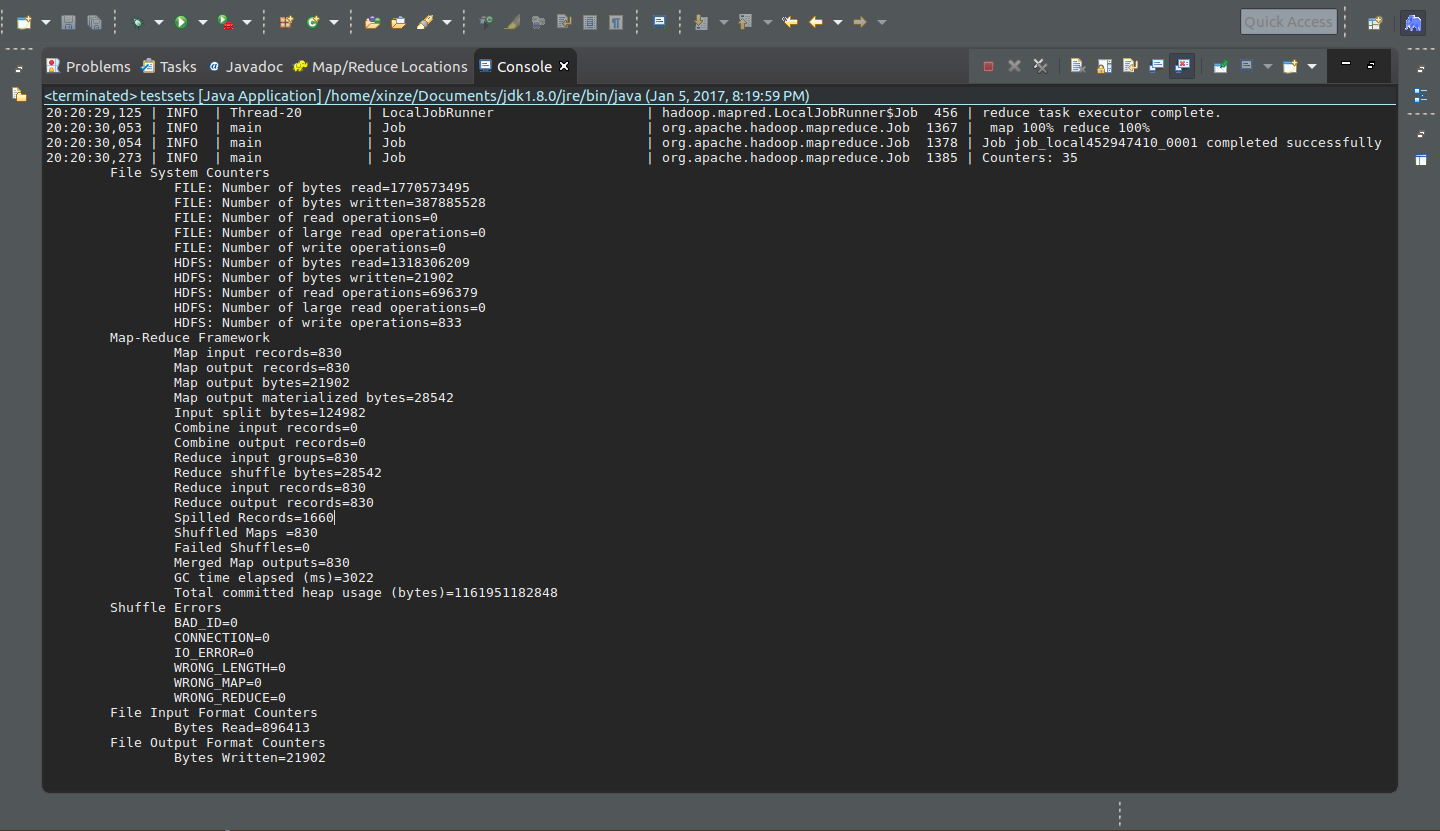 Quick Access
Problems Tasks Javadoc Map/Reduce Locations Console
<terminated> testsets [Java Application] /home/xinze/Documents/jdk1.8.0/jre/bin/java (Jan 5, 2017, 8:19:59 PM)
20:20:29,125 | INFO | Thread-20 | LocalJobRunner | hadoop.mapred.LocalJobRunner$Job 456 | reduce task executor complete.
20:20:30,053 | INFO | main | Job | org.apache.hadoop.mapreduce.Job 1367 | map 100% reduce 100%
20:20:30,054 | INFO | main | Job | org.apache.hadoop.mapreduce.Job 1378 | Job job_local452947410_0001 completed successfully
20:20:30,273 | INFO | main | Job | org.apache.hadoop.mapreduce.Job 1385 | Counters: 35
File System Counters
FILE: Number of bytes read=1770573495
FILE: Number of bytes written=387885528
FILE: Number of read operations=0
FILE: Number of large read operations=0
FILE: Number of write operations=0
HDFS: Number of bytes read=1318306209
HDFS: Number of bytes written=21902
HDFS: Number of read operations=696379
HDFS: Number of large read operations=0
HDFS: Number of write operations=833
Map-Reduce Framework
Map input records=830
Map output records=830
Map output bytes=21902
Map output materialized bytes=28542
Input split bytes=124982
Combine input records=0
Combine output records=0
Reduce input groups=830
Reduce shuffle bytes=28542
Reduce input records=830
Reduce output records=830
Spilled Records=1660
Shuffled Maps =830
Failed Shuffles=0
Merged Map outputs=830
GC time elapsed (ms)=3022
Total committed heap usage (bytes)=1161951182848
Shuffle Errors
BAD_ID=0
CONNECTION=0
IO_ERROR=0
WRONG_LENGTH=0
WRONG_MAP=0
WRONG_REDUCE=0
File Input Format Counters
Bytes Read=896413
File Output Format Counters
Bytes Written=21902